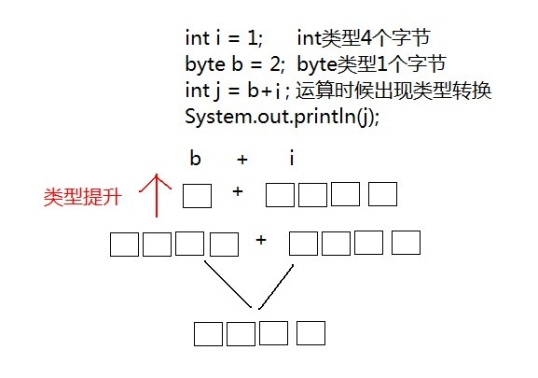 int i = 1; int类型4个字节
byte b = 2; byte类型1个字节
int j = b+i; 运算时候出现类型转换
System.out.println(j);
b + i
类型提升 +
+